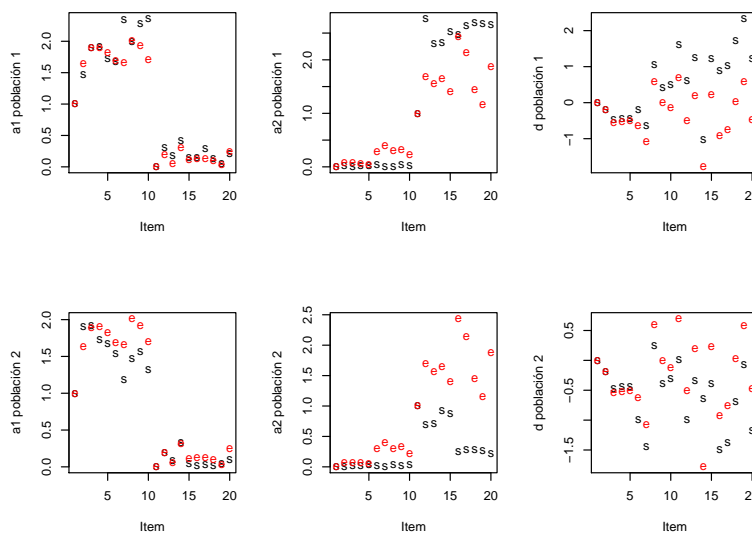 a1 población 1
0.0 0.5 1.0 1.5 2.0
5 10 15 20
Item
a2 población 1
0.0 1.0 2.0
5 10 15 20
Item
d población 1
−1 0 1 2
5 10 15 20
Item
a1 población 2
0.0 0.5 1.0 1.5 2.0
5 10 15 20
Item
a2 población 2
0.0 0.5 1.0 1.5 2.0 2.5
5 10 15 20
Item
d población 2
−1.5 −0.5 0.5
5 10 15 20
Item